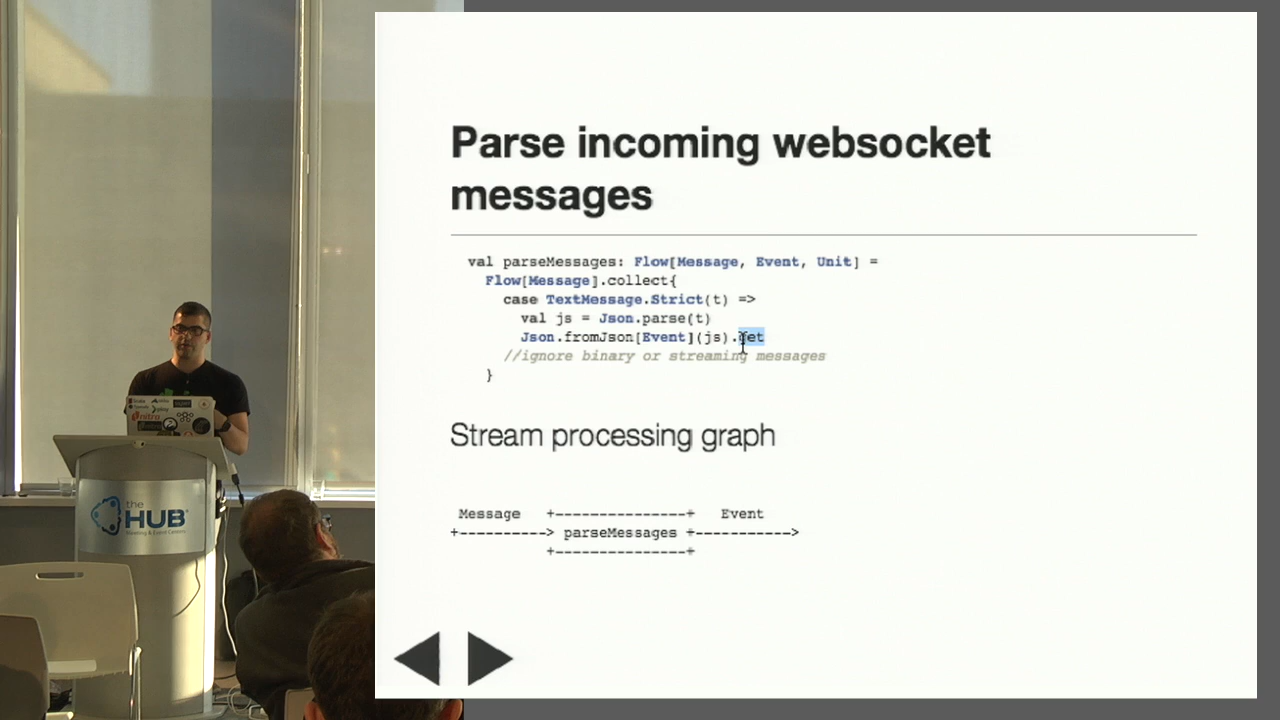 Parse incoming websocket
messages
val parseMessages: Flow[Message, Event, Unit] =
Flow[Message].collect{
case TextMessage.Strict(t) =>
val js = Json.parse(t)
Json.fromJson[Event](js).get
//ignore binary or streaming messages
}
Stream processing graph
Message +---------------+ Event
+----------> parseMessages +----------->
+---------------+
the
HUB
nitro
play